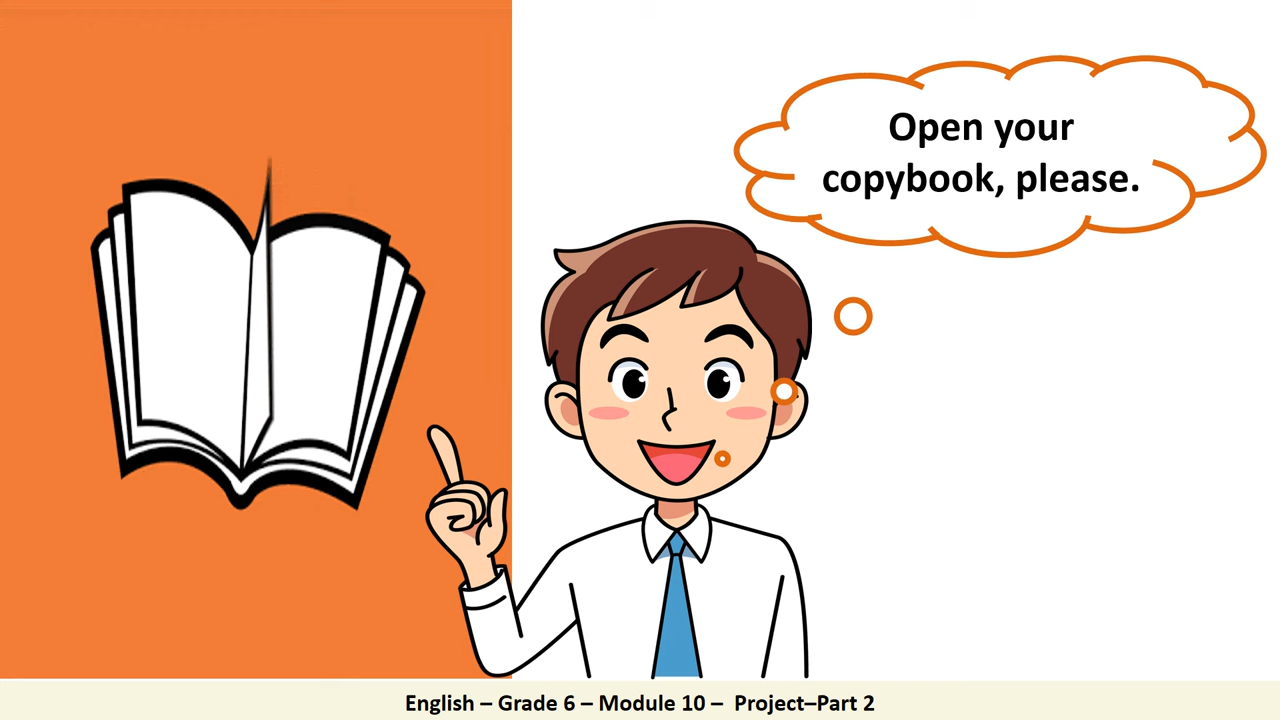 Open your
copybook, please.
English – Grade 6 – Module 10 – Project–Part 2